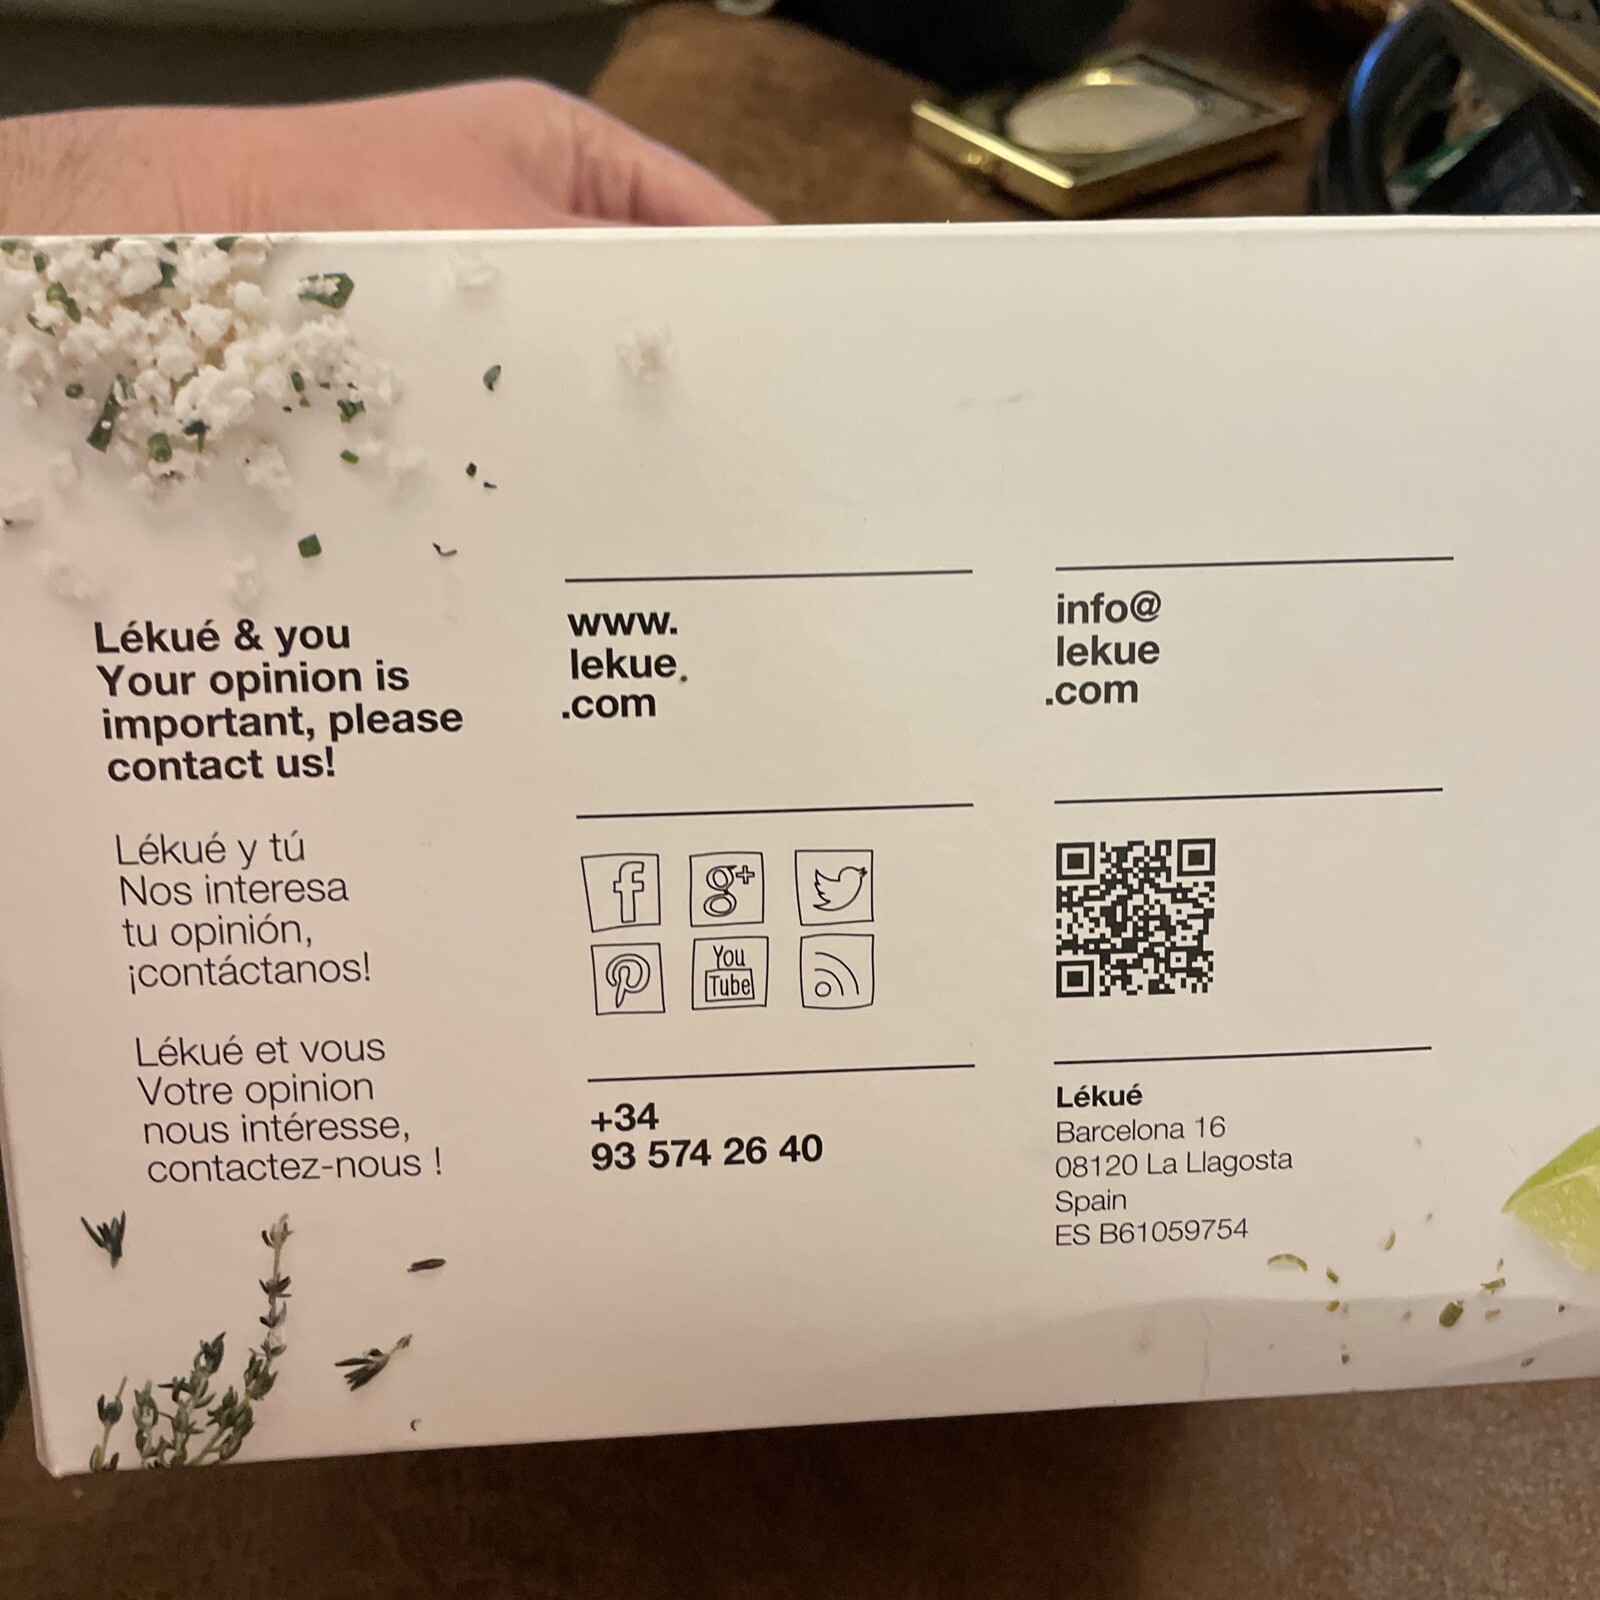 Lékué & you
Your opinion is
important, please
contact us!
Lékué y tú
Nos interesa
tu opinión,
¡contáctanos!
Lékué et vous
Votre opinion
nous intéresse,
contactez-nous !
www.
lekue
.com
f
g+
You
Tube
+34
93 574 26 40
info@
lekue
.com
Lékué
Barcelona 16
08120 La Llagosta
Spain
ES B61059754